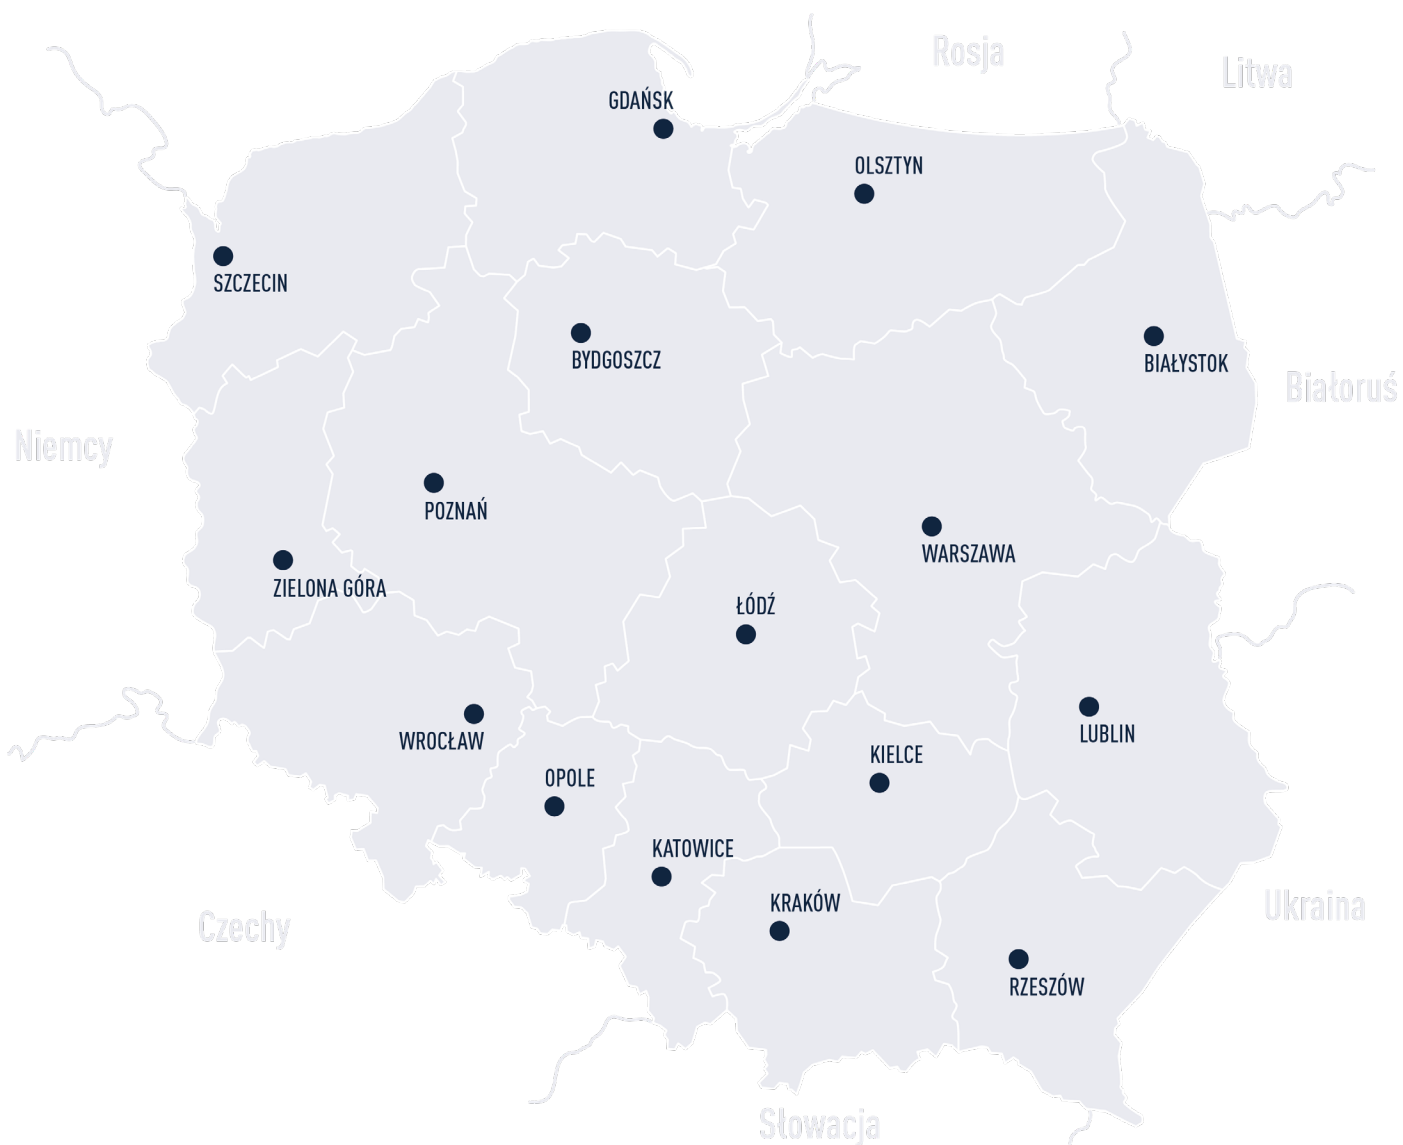 Rosja
Litwa
GDAŃSK
OLSZTYN
SZCZECIN
BYDGOSZCZ
BIAŁYSTOK
Białoruś
Niemcy
POZNAŃ
WARSZAWA
ZIELONA GÓRA
ŁÓDŹ
LUBLIN
WROCŁAW
KIELCE
OPOLE
KATOWICE
KRAKÓW
Ukraina
Czechy
RZESZÓW
Słowacja